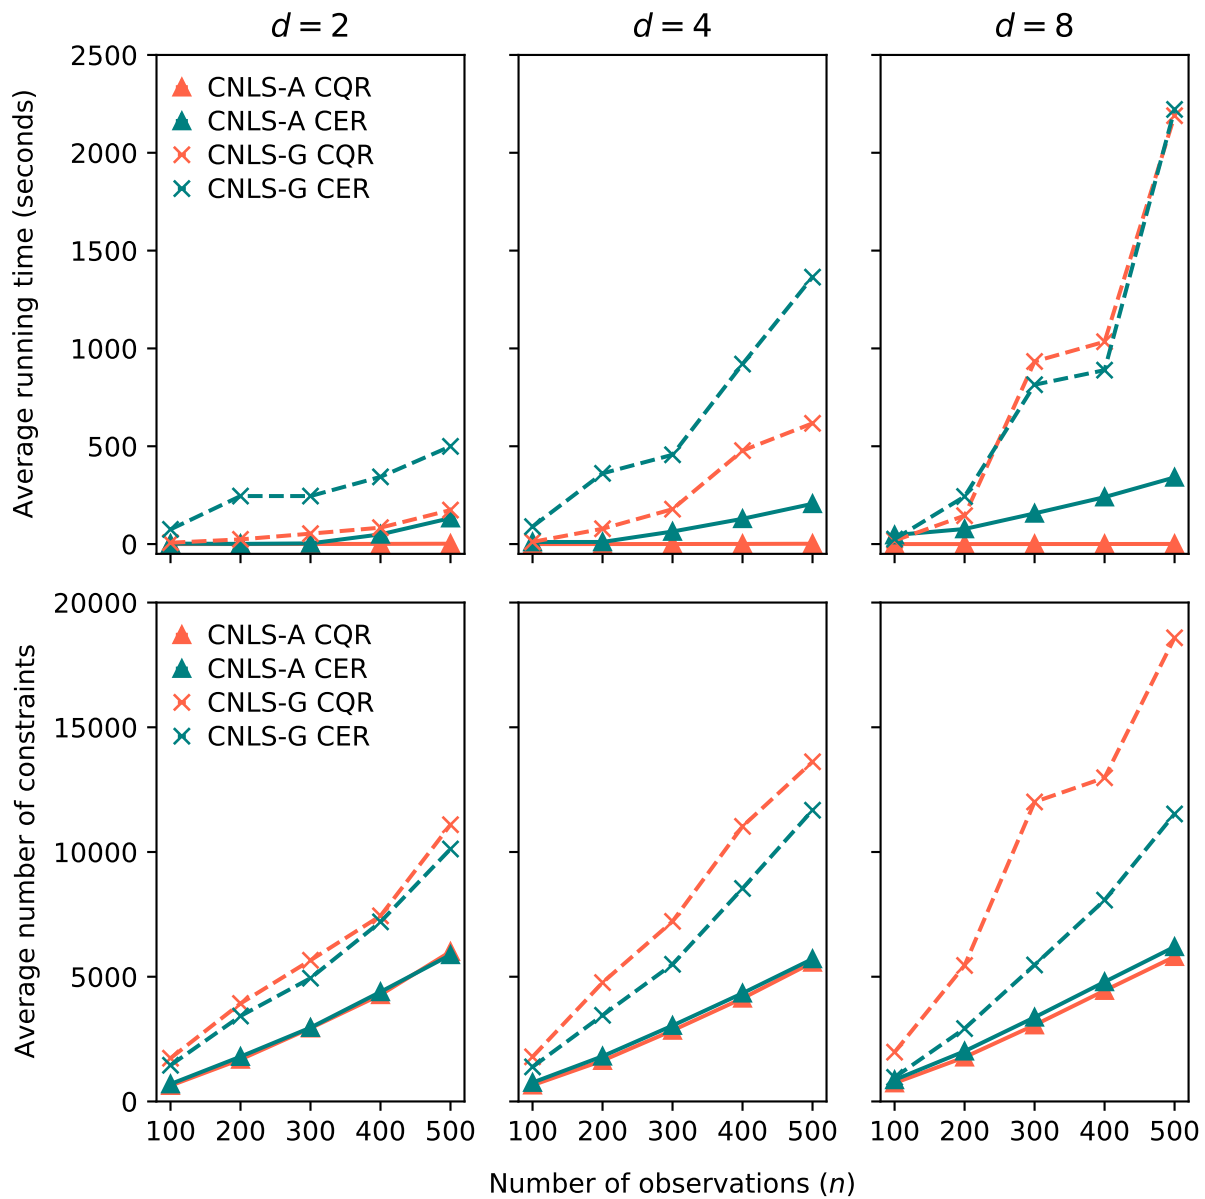 d = 2
d = 4
d = 8
Average running time (seconds)
2500
2000
1500
1000
500
0
CNLS-A CQR
CNLS-A CER
CNLS-G CQR
CNLS-G CER
Average number of constraints
20000
15000
10000
5000
0
CNLS-A CQR
CNLS-A CER
CNLS-G CQR
CNLS-G CER
100 200 300 400 500
100 200 300 400 500
100 200 300 400 500
Number of observations (n)